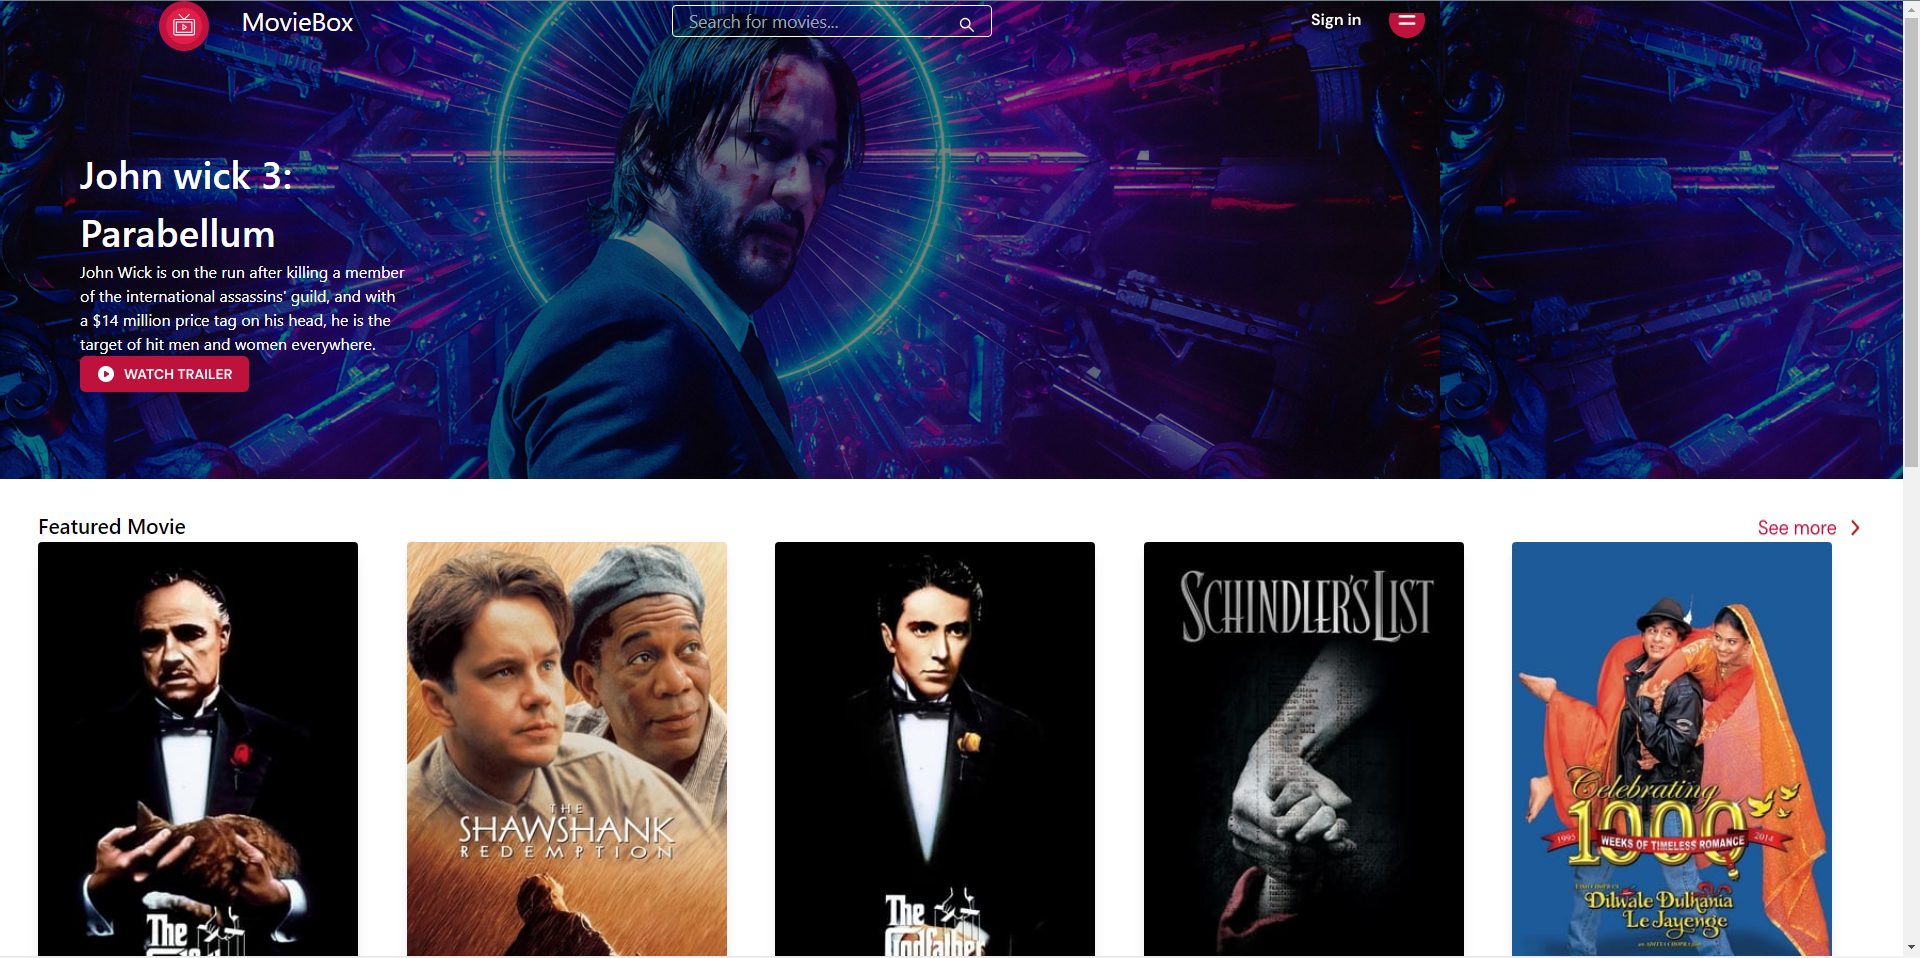 MovieBox
Search for movies...
Sign in
John wick 3:
Parabellum
John Wick is on the run after killing a member
of the international assassins' guild, and with
a $14 million price tag on his head, he is the
target of hit men and women everywhere.
WATCH TRAILER
Featured Movie
See more
The
THE
SHAWSHANK
REDEMPTION
The
Godfather
SCHINDLER'S LIST
Celebrating
1000
1995
WEEKS OF TIMELESS ROMANCE
2014
Dilwale Dulhania
Le Jayenge